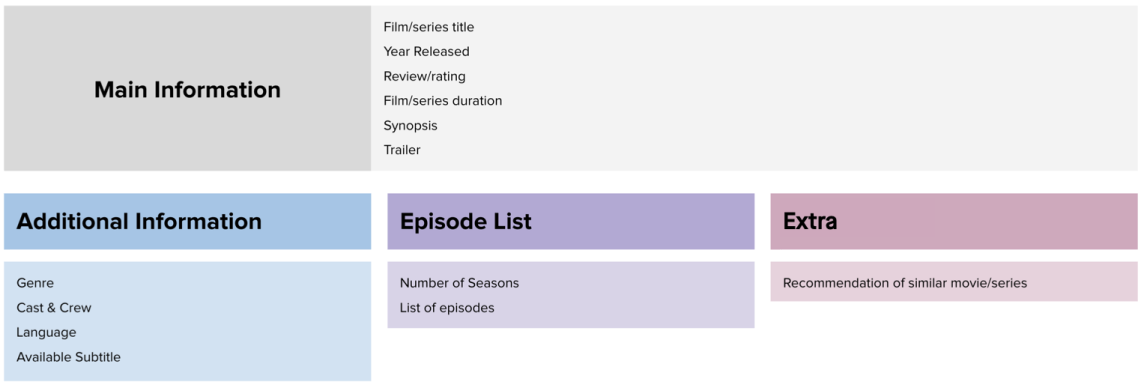 Main Information
Film/series title
Year Released
Review/rating
Film/series duration
Synopsis
Trailer
Additional Information
Genre
Cast & Crew
Language
Available Subtitle
Episode List
Number of Seasons
List of episodes
Extra
Recommendation of similar movie/series